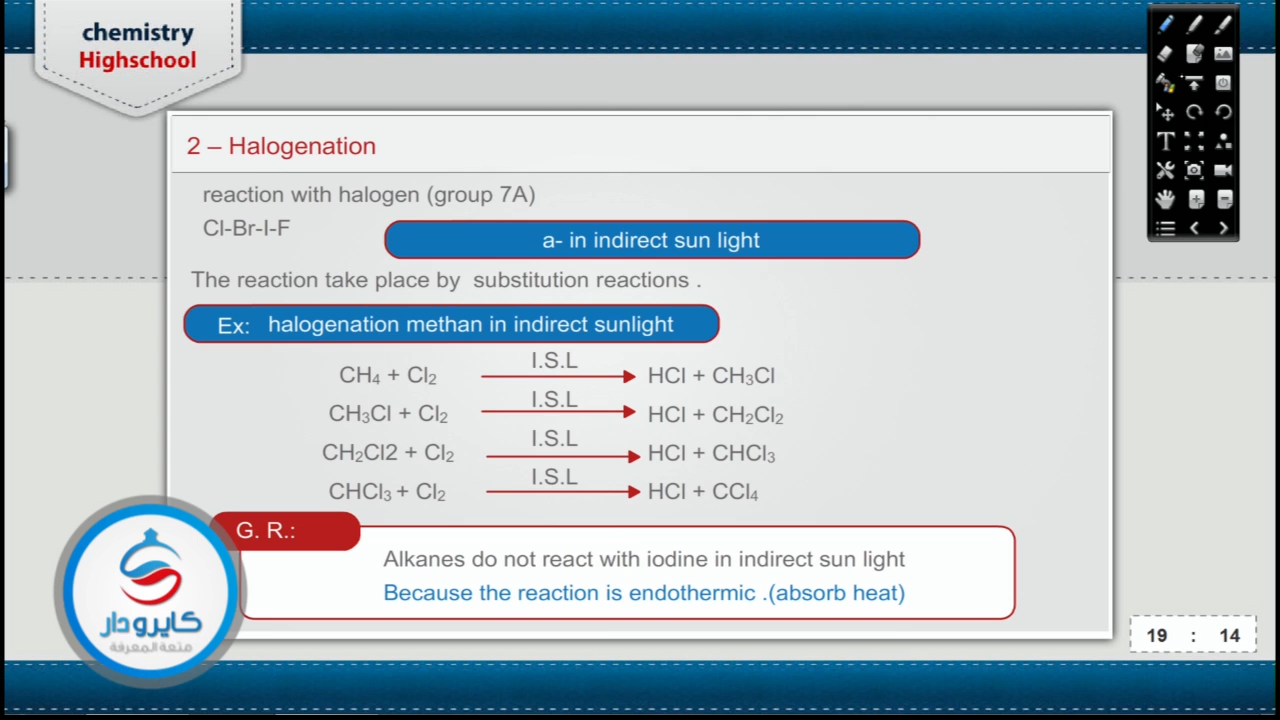 chemistry
Highschool
2 – Halogenation
reaction with halogen (group 7A)
Cl-Br-I-F
a- in indirect sun light
The reaction take place by substitution reactions .
Ex: halogenation methan in indirect sunlight
CH₄ + Cl₂ I.S.L HCl + CH₃Cl
CH₃Cl + Cl₂ I.S.L HCl + CH₂Cl₂
CH₂Cl2 + Cl₂ I.S.L HCl + CHCl₃
CHCl₃ + Cl₂ I.S.L HCl + CCl₄
G. R.:
Alkanes do not react with iodine in indirect sun light
Because the reaction is endothermic .(absorb heat)
كايرودار
متعة المعرفة
19 : 14